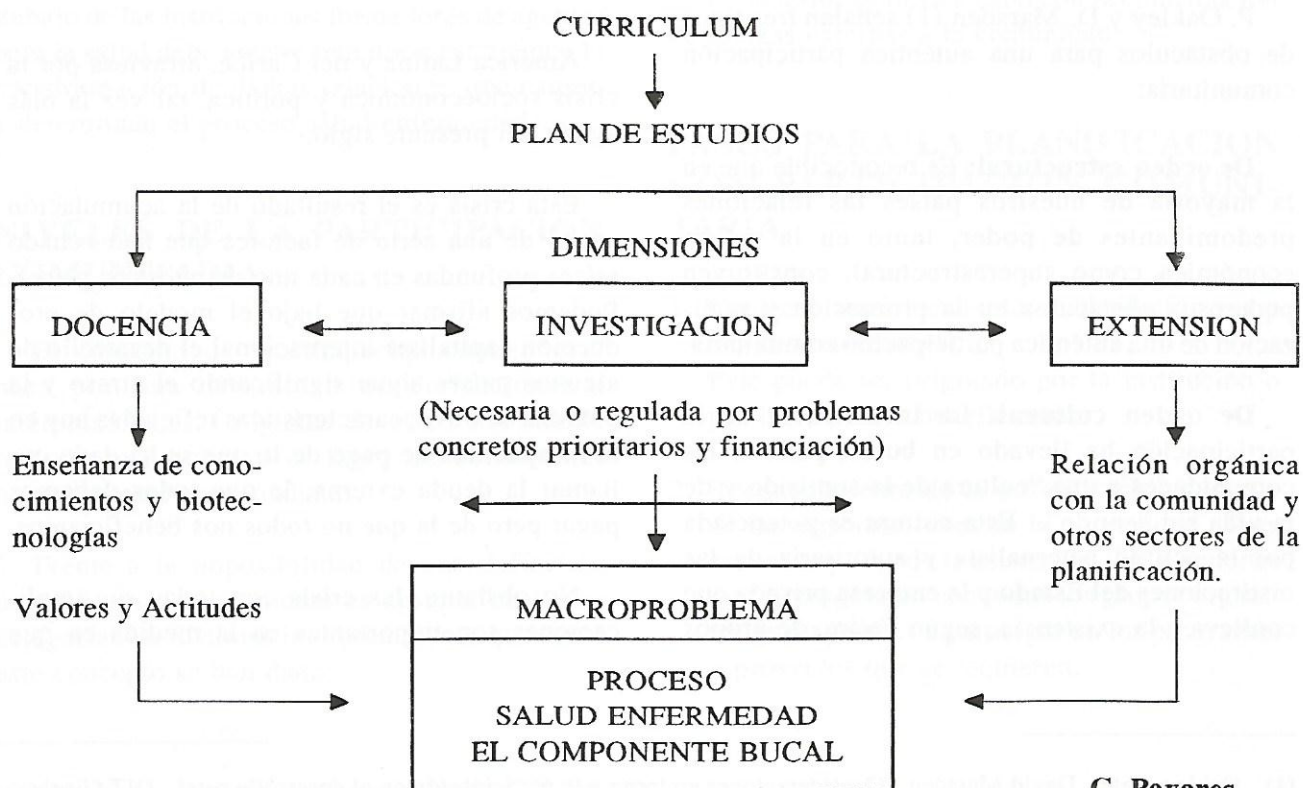 CURRICULUM
PLAN DE ESTUDIOS
DIMENSIONES
DOCENCIA
INVESTIGACION
EXTENSION
(Necesaria o regulada por problemas
concretos prioritarios y financiación)
Enseñanza de cono-
cimientos y biotec-
nologías
Valores y Actitudes
Relación orgánica
con la comunidad y
otros sectores de la
planificación.
MACROPROBLEMA
PROCESO
SALUD ENFERMEDAD
EL COMPONENTE BUCAL